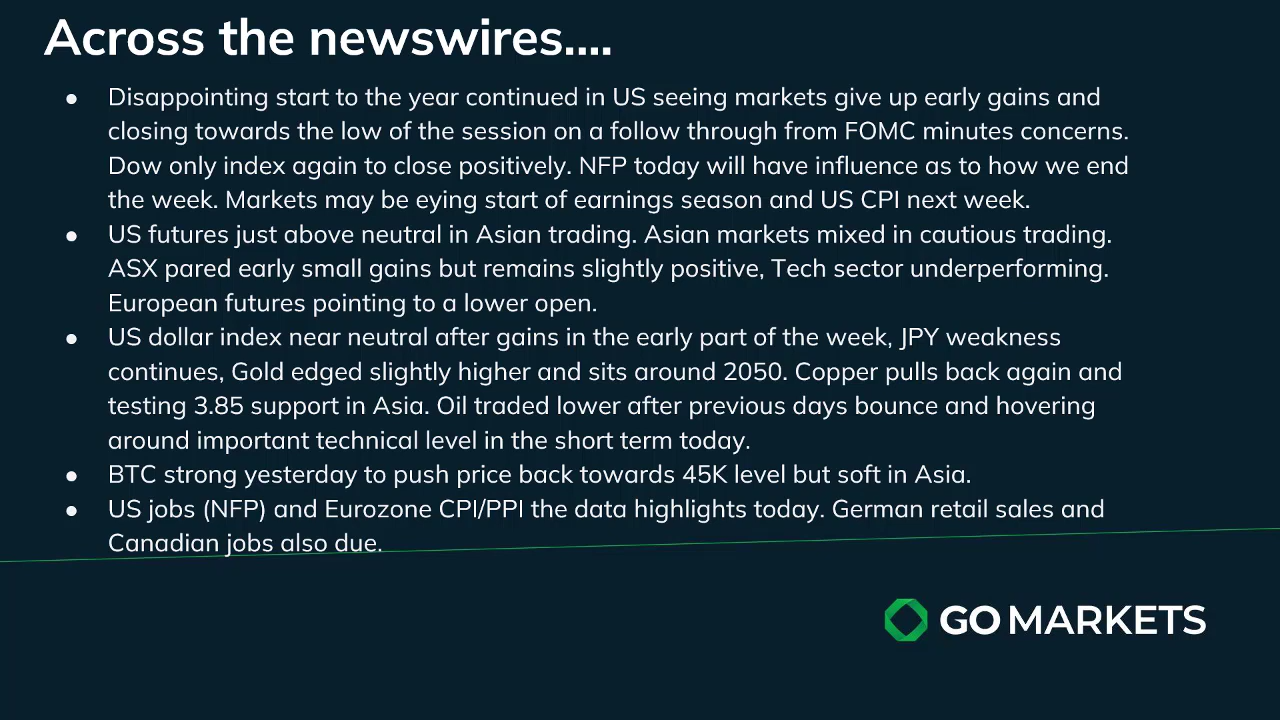 Across the newswires....
● Disappointing start to the year continued in US seeing markets give up early gains and
closing towards the low of the session on a follow through from FOMC minutes concerns.
Dow only index again to close positively. NFP today will have influence as to how we end
the week. Markets may be eying start of earnings season and US CPI next week.
● US futures just above neutral in Asian trading. Asian markets mixed in cautious trading.
ASX pared early small gains but remains slightly positive, Tech sector underperforming.
European futures pointing to a lower open.
● US dollar index near neutral after gains in the early part of the week, JPY weakness
continues, Gold edged slightly higher and sits around 2050. Copper pulls back again and
testing 3.85 support in Asia. Oil traded lower after previous days bounce and hovering
around important technical level in the short term today.
● BTC strong yesterday to push price back towards 45K level but soft in Asia.
● US jobs (NFP) and Eurozone CPI/PPI the data highlights today. German retail sales and
Canadian jobs also due.
GO MARKETS